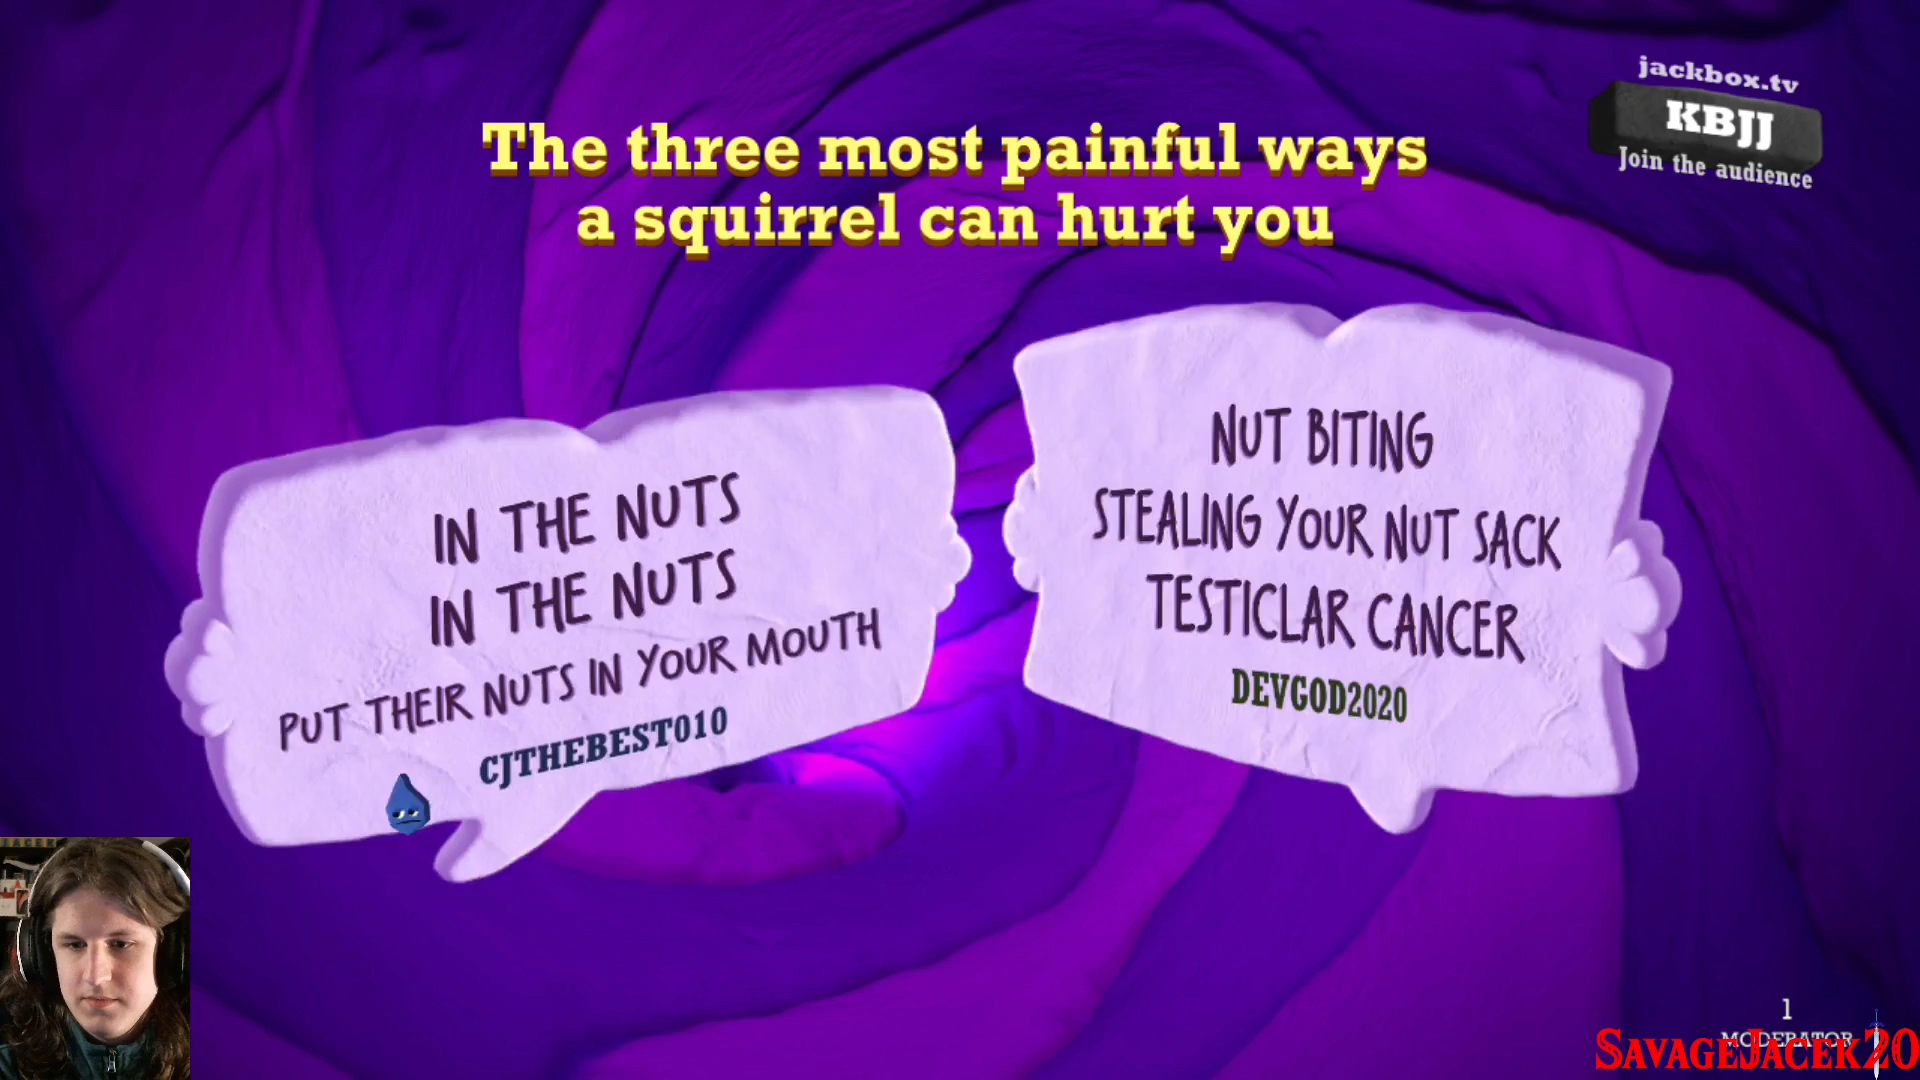 jackbox.tv
KBJJ
Join the audience
The three most painful ways
a squirrel can hurt you
IN THE NUTS
IN THE NUTS
PUT THEIR NUTS IN YOUR MOUTH
CJTHEBEST010
NUT BITING
STEALING YOUR NUT SACK
TESTICLAR CANCER
DEVGOD2020
1
MODERATOR
SAVAGEJACEK20